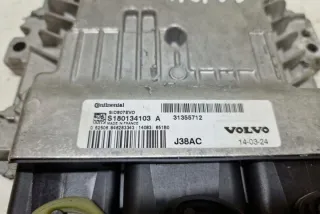 Continental
SID807EVO
S180134103 A 31355712
MADE IN FRANCE
J38AC
VOLVO
14-03-24